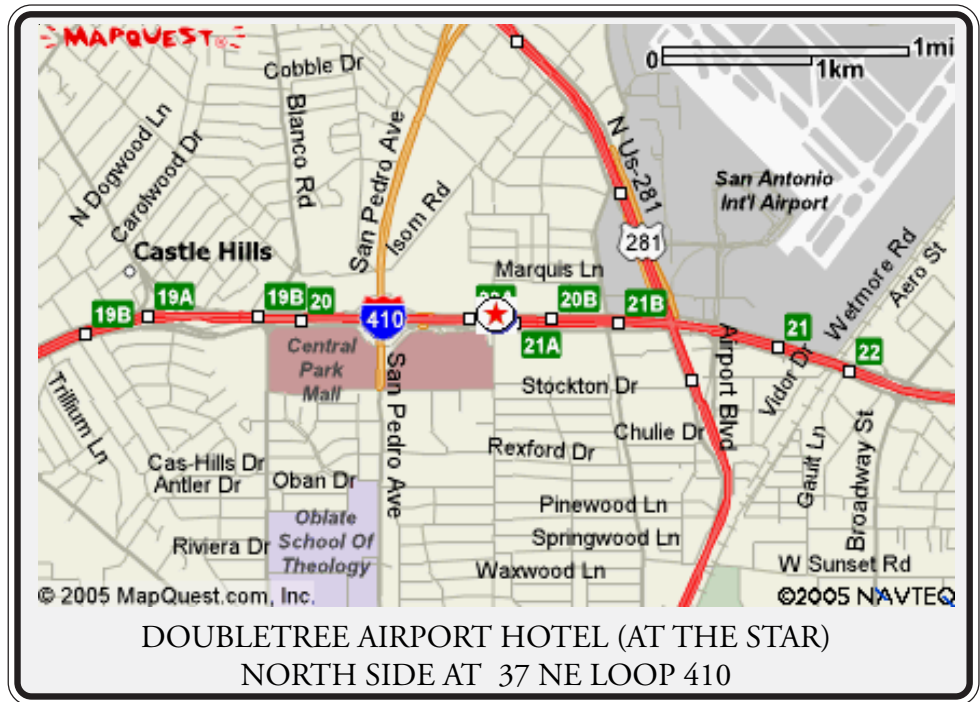 MAPQUEST
0 1mi
1km
Cobble Dr
Blanco Rd
San Pedro Ave
Isom Rd
N Dogwood Ln
Carolwood Dr
Castle Hills
N Us-281
281
San Antonio
Int'l Airport
Wetmore Rd
Aero St
Marquis Ln
19B
19A
19B
20
410
20B
21B
21A
21
22
Central
Park
Mall
San Pedro Ave
Stockton Dr
Airport Blvd
Vidor Dr
Trillium Ln
Rexford Dr
Chulie Dr
Gault Ln
Broadway St
Cas-Hills Dr
Antler Dr
Oban Dr
Pinewood Ln
Oblate
School Of
Theology
Riviera Dr
Springwood Ln
Waxwood Ln
W Sunset Rd
© 2005 MapQuest.com, Inc.
©2005 NAVTEQ
DOUBLETREE AIRPORT HOTEL (AT THE STAR)
NORTH SIDE AT 37 NE LOOP 410